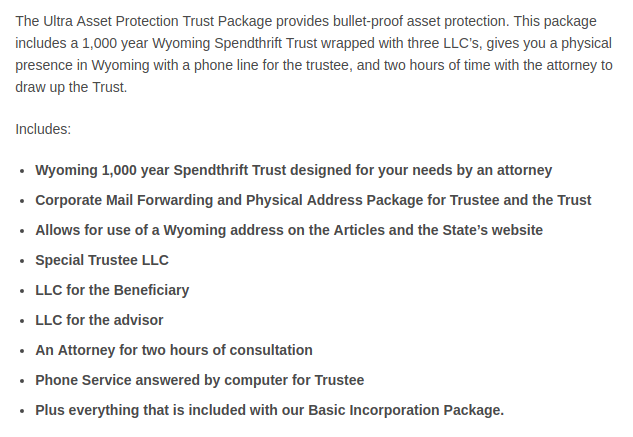 The Ultra Asset Protection Trust Package provides bullet-proof asset protection. This package
includes a 1,000 year Wyoming Spendthrift Trust wrapped with three LLC's, gives you a physical
presence in Wyoming with a phone line for the trustee, and two hours of time with the attorney to
draw up the Trust.
Includes:
• Wyoming 1,000 year Spendthrift Trust designed for your needs by an attorney
• Corporate Mail Forwarding and Physical Address Package for Trustee and the Trust
• Allows for use of a Wyoming address on the Articles and the State's website
• Special Trustee LLC
• LLC for the Beneficiary
• LLC for the advisor
• An Attorney for two hours of consultation
• Phone Service answered by computer for Trustee
• Plus everything that is included with our Basic Incorporation Package.